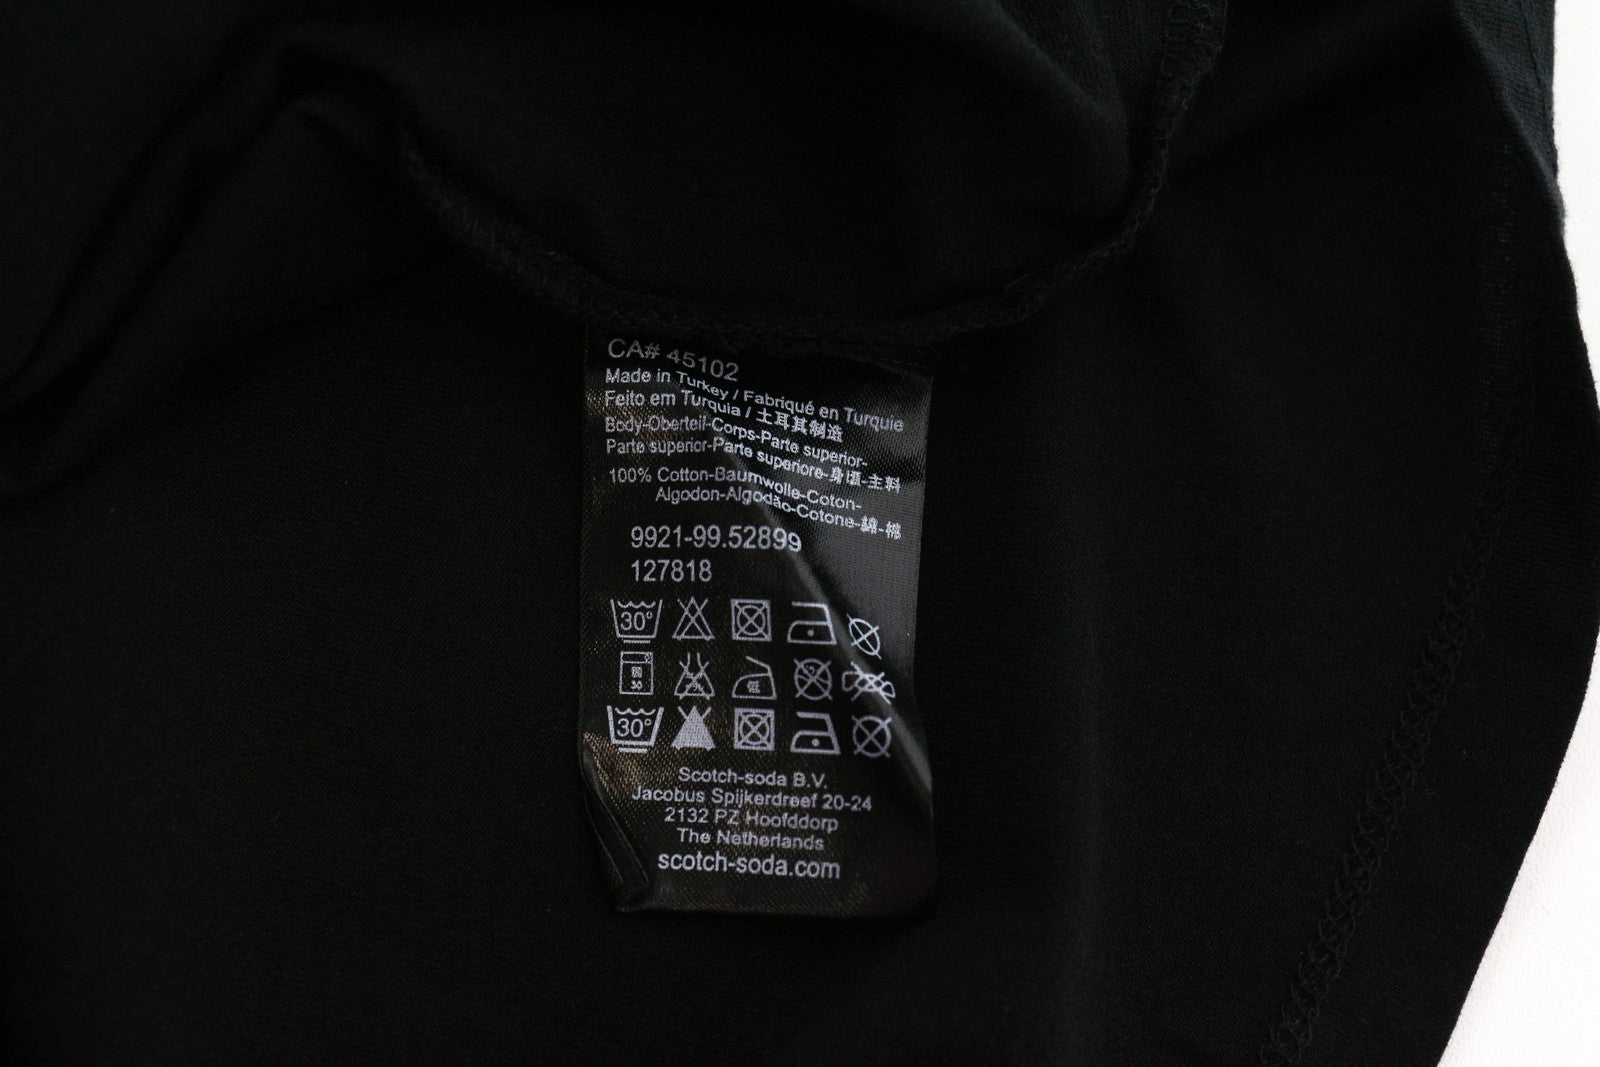 CA# 45102
Made in Turkey / Fabriqué en Turquie
Feito em Turquia / 土耳其制造
Body-Oberteil-Corps-Parte superior-
Parte superior-Parte superiore-身頃-主料
100% Cotton-Baumwolle-Coton-
Algodon-Algodão-Cotone-綿-棉
9921-99.52899
127818
30°
30
30°
Scotch-soda B.V.
Jacobus Spijkerdreef 20-24
2132 PZ Hoofddorp
The Netherlands
scotch-soda.com